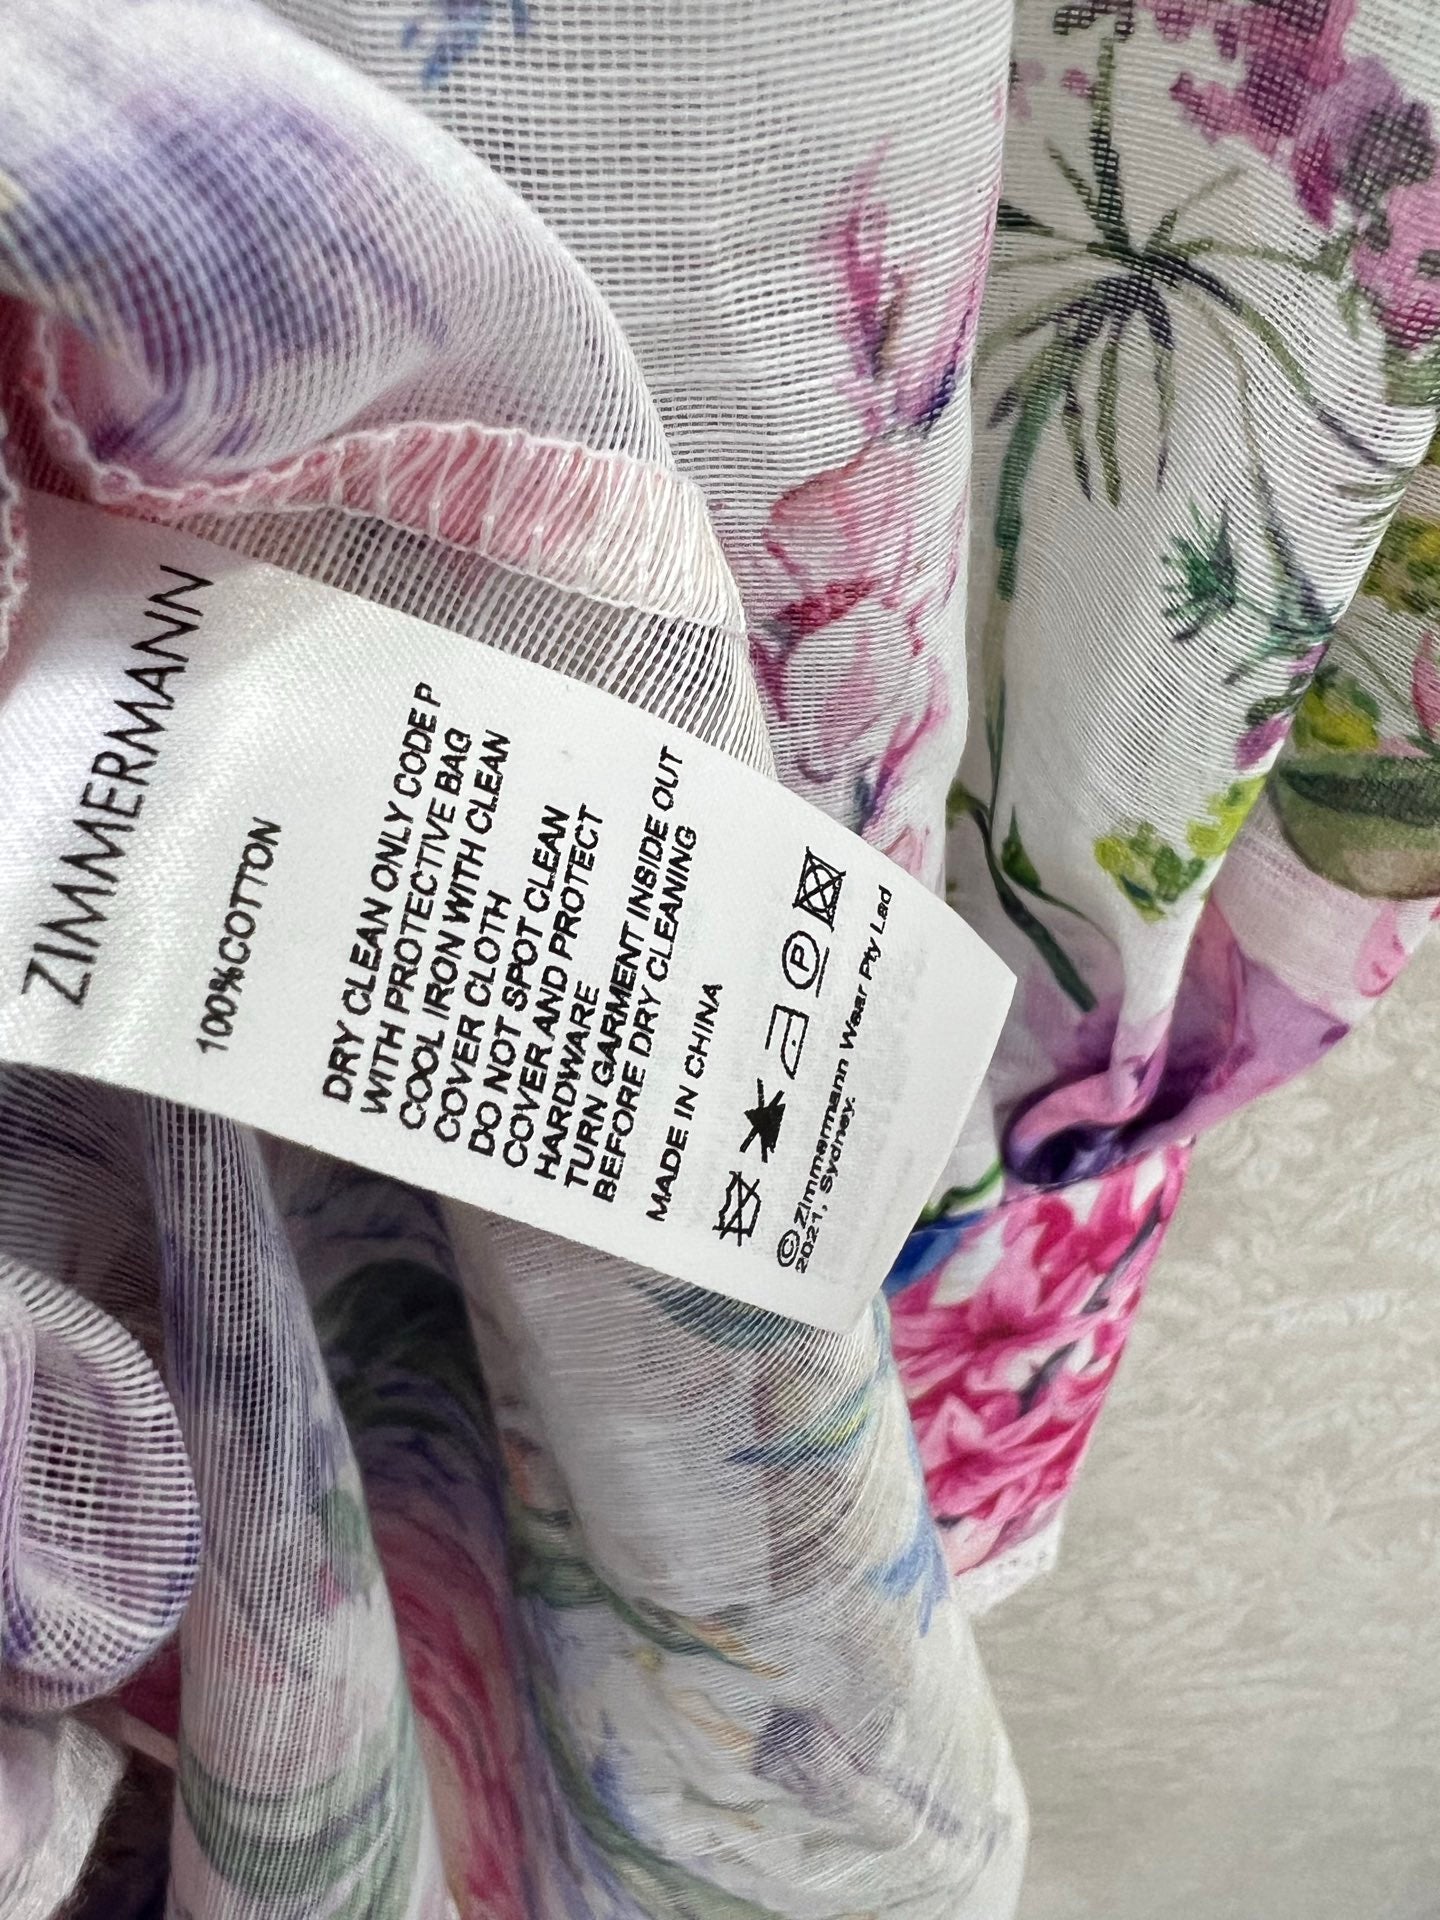 ZIMMERMANN
100%COTTON
DRY CLEAN ONLY CODE P
WITH PROTECTIVE BAG
COOL IRON WITH CLEAN
COVER CLOTH
DO NOT SPOT CLEAN
COVER AND PROTECT
HARDWARE
TURN GARMENT INSIDE OUT
BEFORE DRY CLEANING
MADE IN CHINA
P
©Zimmermann Wear Pty Lad
2021, Sydney.